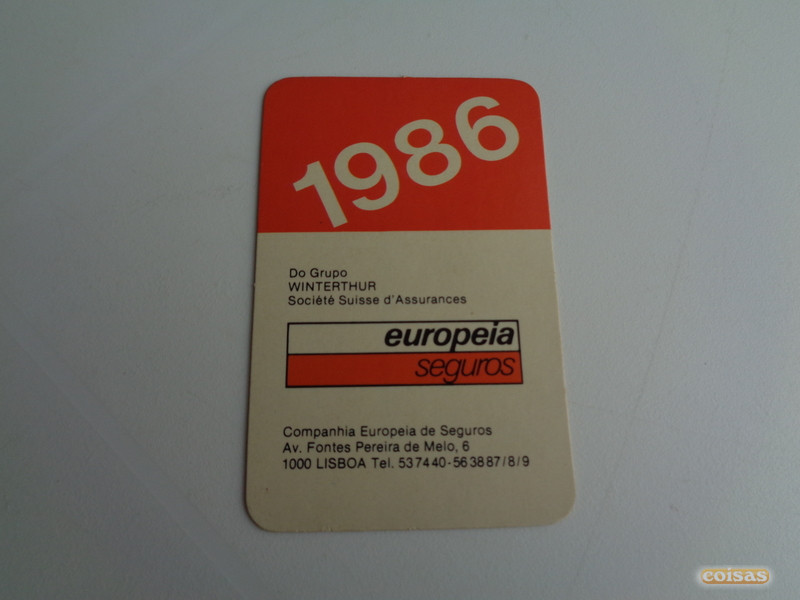 1986
Do Grupo
WINTERTHUR
Société Suisse d'Assurances
europeia
seguros
Companhia Europeia de Seguros
Av. Fontes Pereira de Melo, 6
1000 LISBOA Tel. 537440-563887/8/9
coisas